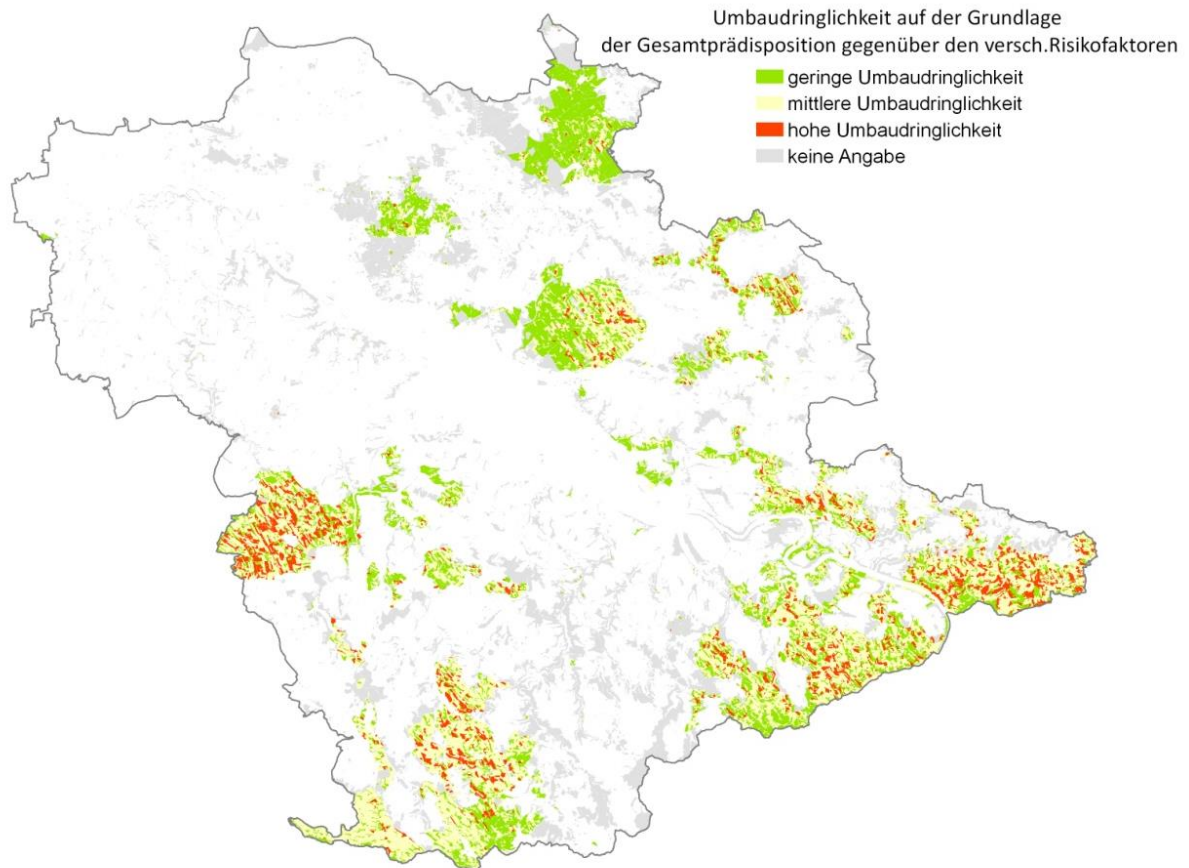 Umbaudringlichkeit auf der Grundlage
der Gesamtprädisposition gegenüber den versch.Risikofaktoren
geringe Umbaudringlichkeit
mittlere Umbaudringlichkeit
hohe Umbaudringlichkeit
keine Angabe